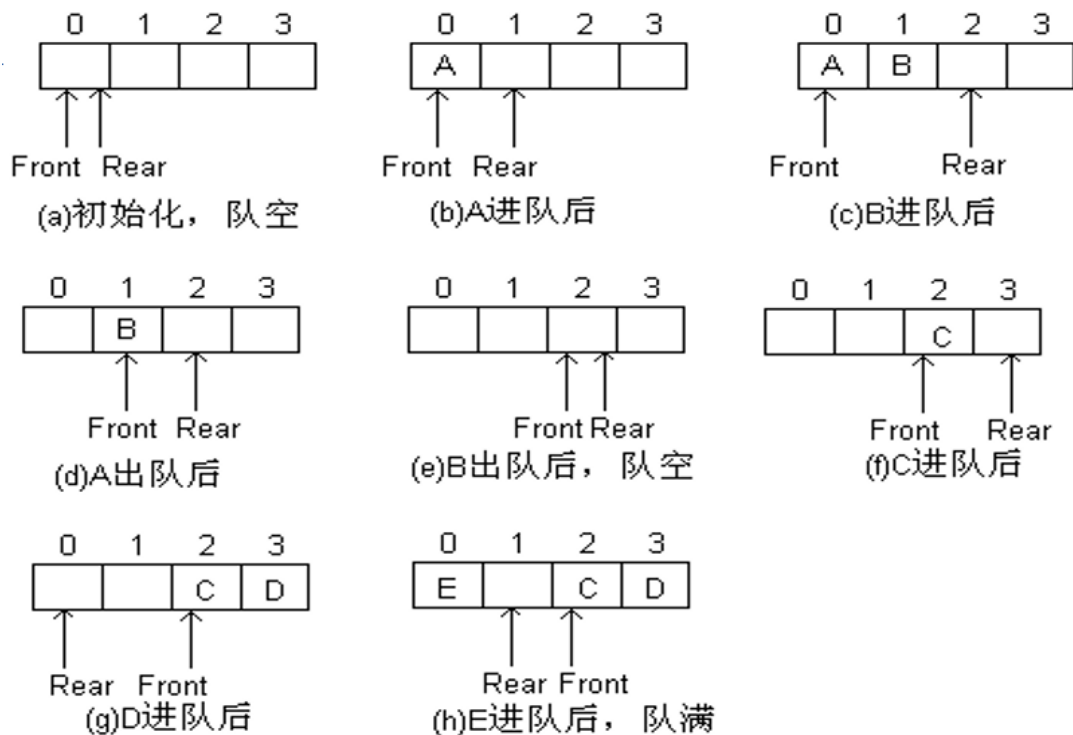 0 1 2 3
Front Rear
(a)初始化，队空
0 1 2 3
A
Front Rear
(b)A进队后
0 1 2 3
A B
Front Rear
(c)B进队后
0 1 2 3
B
Front Rear
(d)A出队后
0 1 2 3
Front Rear
(e)B出队后，队空
0 1 2 3
C
Front Rear
(f)C进队后
0 1 2 3
C D
Rear Front
(g)D进队后
0 1 2 3
E C D
Rear Front
(h)E进队后，队满